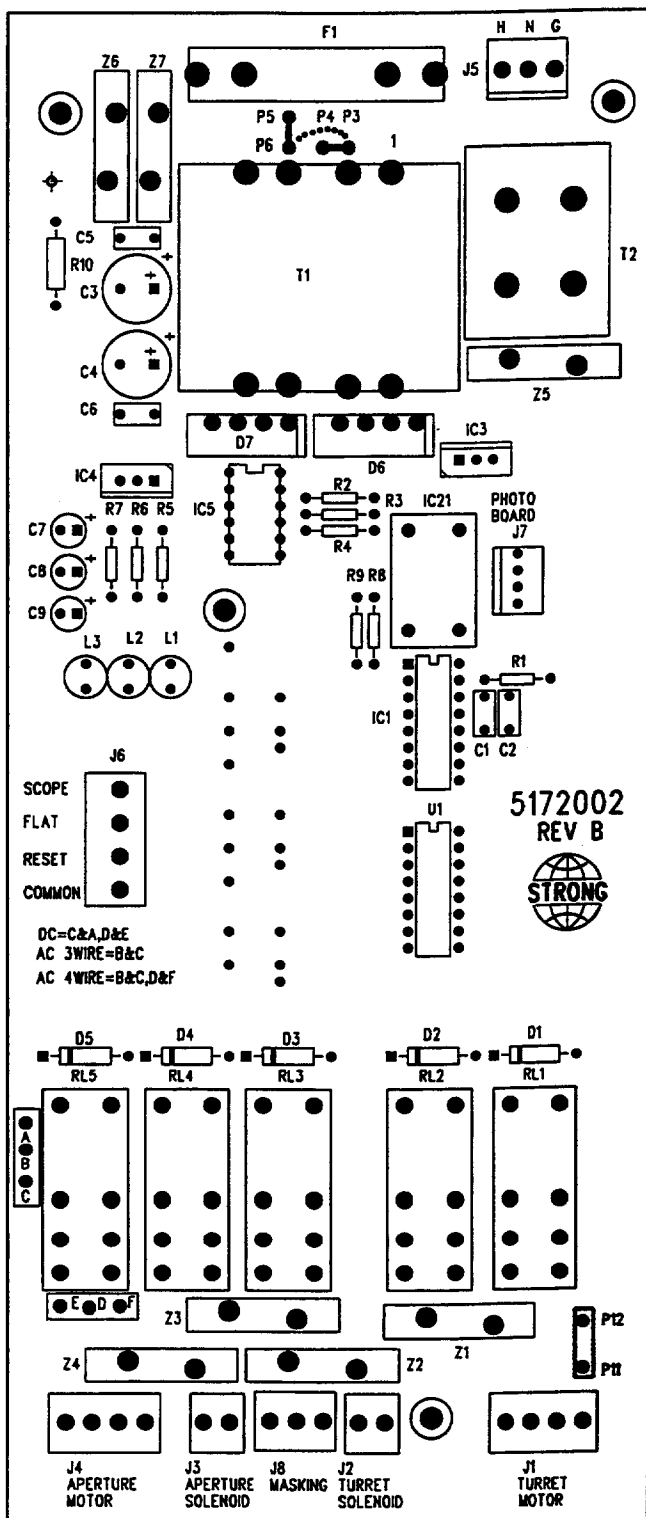 F1
H N G
Z6 Z7
J5
P5 P4 P3
P6 1
C5
R10
C3 +
+
T1
T2
C4 +
+
Z5
C6
D7 D6
IC3
IC4
IC5
R2
R3
R4
IC21
PHOTO
BOARD
J7
R7 R6 R5
C7 +
C8 +
C9 +
R9 R8
L3 L2 L1
R1
IC1
C1 C2
J6
SCOPE
FLAT
RESET
COMMON
U1
5172002
REV B
STRONG
DC=C&A,D&E
AC 3WIRE=B&C
AC 4WIRE=B&C,D&F
D5 D4 D3 D2 D1
RL5 RL4 RL3 RL2 RL1
A
B
C
E D F
Z3
Z1
P12
P11
Z4 Z2
J4
APERTURE
MOTOR
J3
APERTURE
SOLENOID
J8
MASKING
J2
TURRET
SOLENOID
J1
TURRET
MOTOR